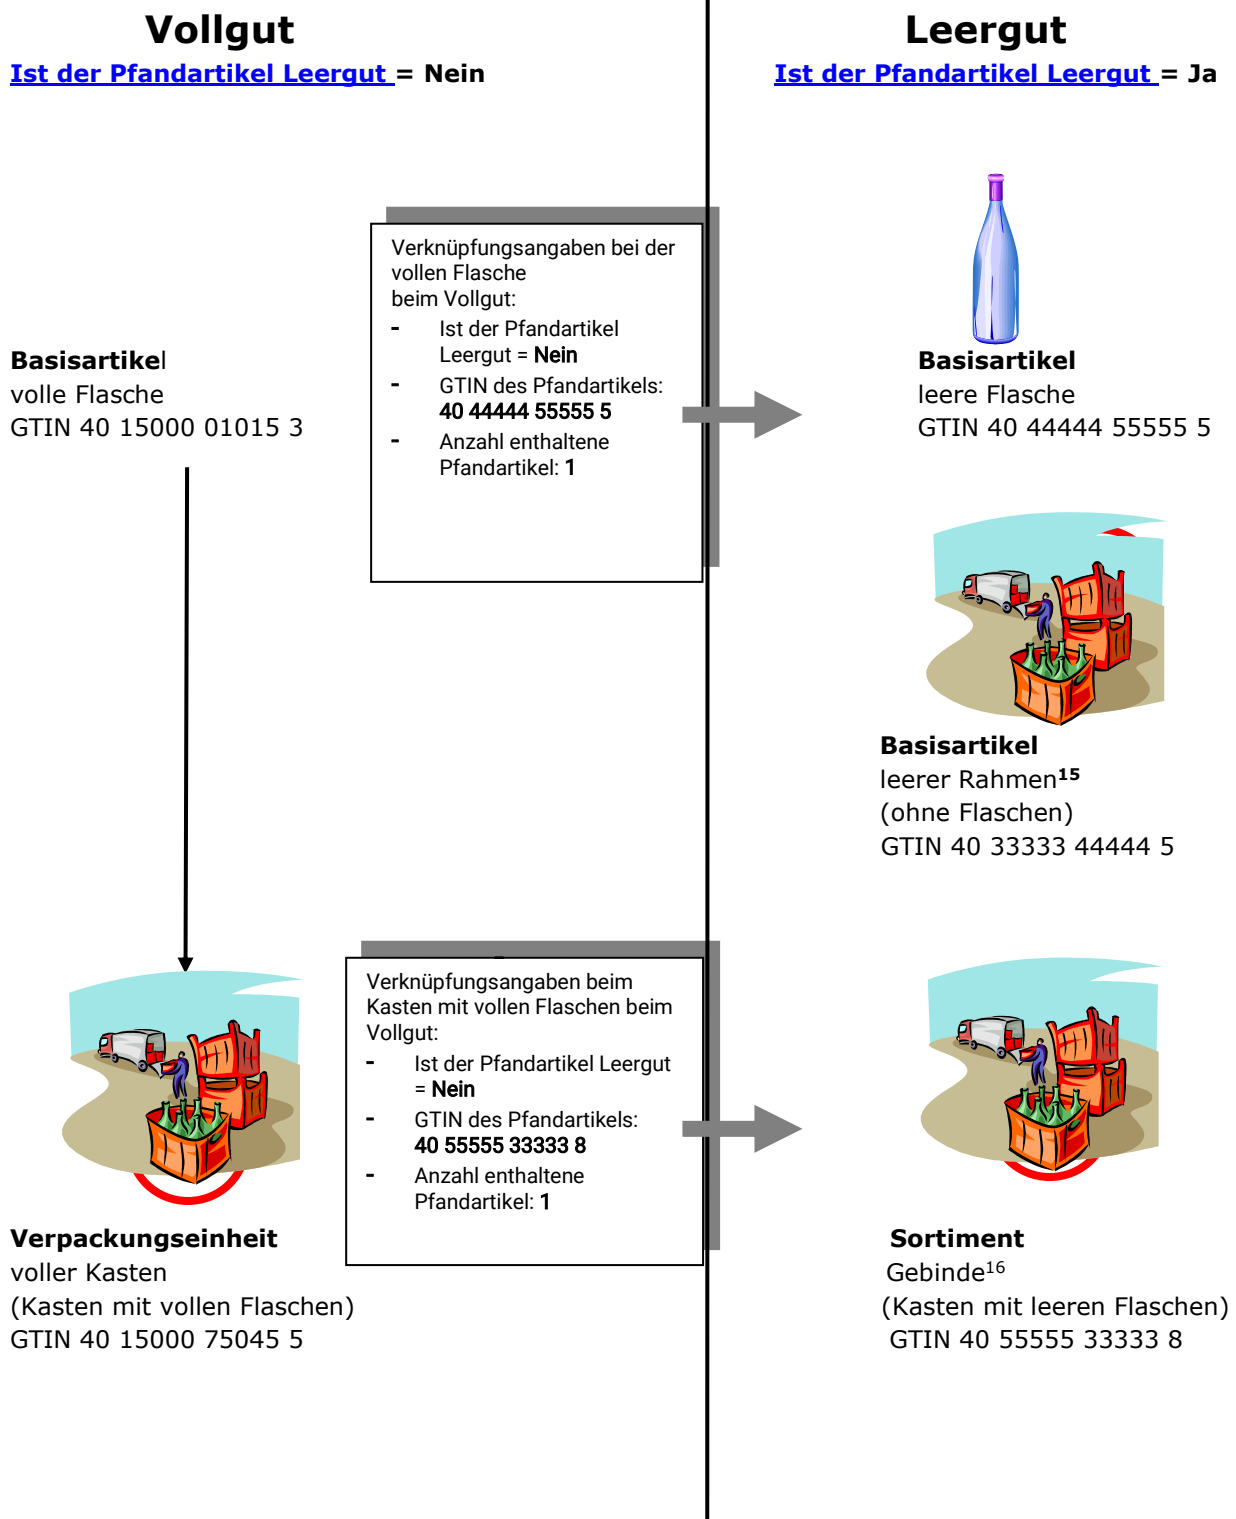 Vollgut
Ist der Pfandartikel Leergut = Nein
Leergut
Ist der Pfandartikel Leergut = Ja
Verknüpfungsangaben bei der
vollen Flasche
beim Vollgut:
- Ist der Pfandartikel
Leergut = Nein
- GTIN des Pfandartikels:
40 44444 55555 5
- Anzahl enthaltene
Pfandartikel: 1
Basisartikel
volle Flasche
GTIN 40 15000 01015 3
Basisartikel
leere Flasche
GTIN 40 44444 55555 5
Basisartikel
leerer Rahmen15
(ohne Flaschen)
GTIN 40 33333 44444 5
Verknüpfungsangaben beim
Kasten mit vollen Flaschen beim
Vollgut:
- Ist der Pfandartikel Leergut
= Nein
- GTIN des Pfandartikels:
40 55555 33333 8
- Anzahl enthaltene
Pfandartikel: 1
Verpackungseinheit
voller Kasten
(Kasten mit vollen Flaschen)
GTIN 40 15000 75045 5
Sortiment
Gebinde16
(Kasten mit leeren Flaschen)
GTIN 40 55555 33333 8